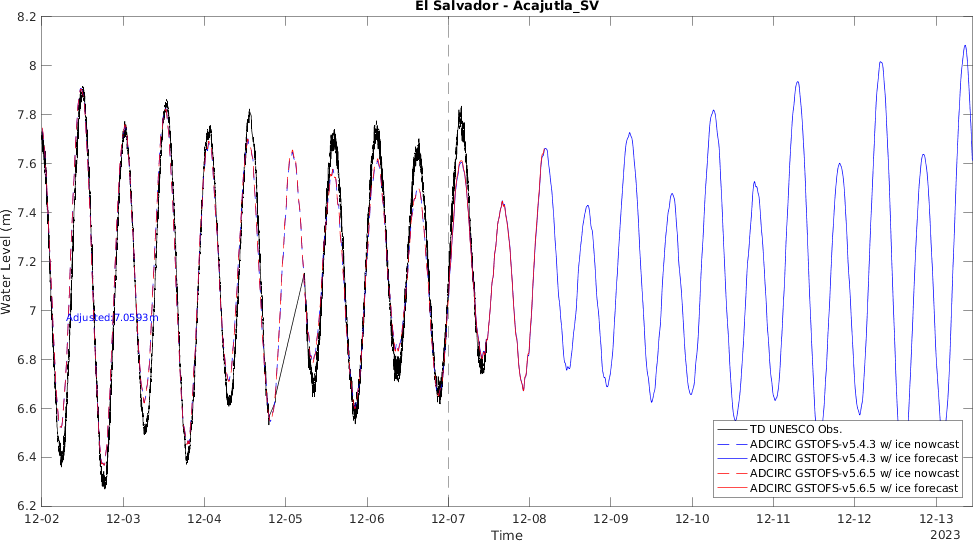 El Salvador - Acajutla_SV
8.2
8
7.8
7.6
7.4
7.2
7
6.8
6.6
6.4
6.2
Water Level (m)
Adjusted:7.0593m
TD UNESCO Obs.
ADCIRC GSTOFS-v5.4.3 w/ ice nowcast
ADCIRC GSTOFS-v5.4.3 w/ ice forecast
ADCIRC GSTOFS-v5.6.5 w/ ice nowcast
ADCIRC GSTOFS-v5.6.5 w/ ice forecast
12-02 12-03 12-04 12-05 12-06 12-07 12-08 12-09 12-10 12-11 12-12 12-13
Time
2023